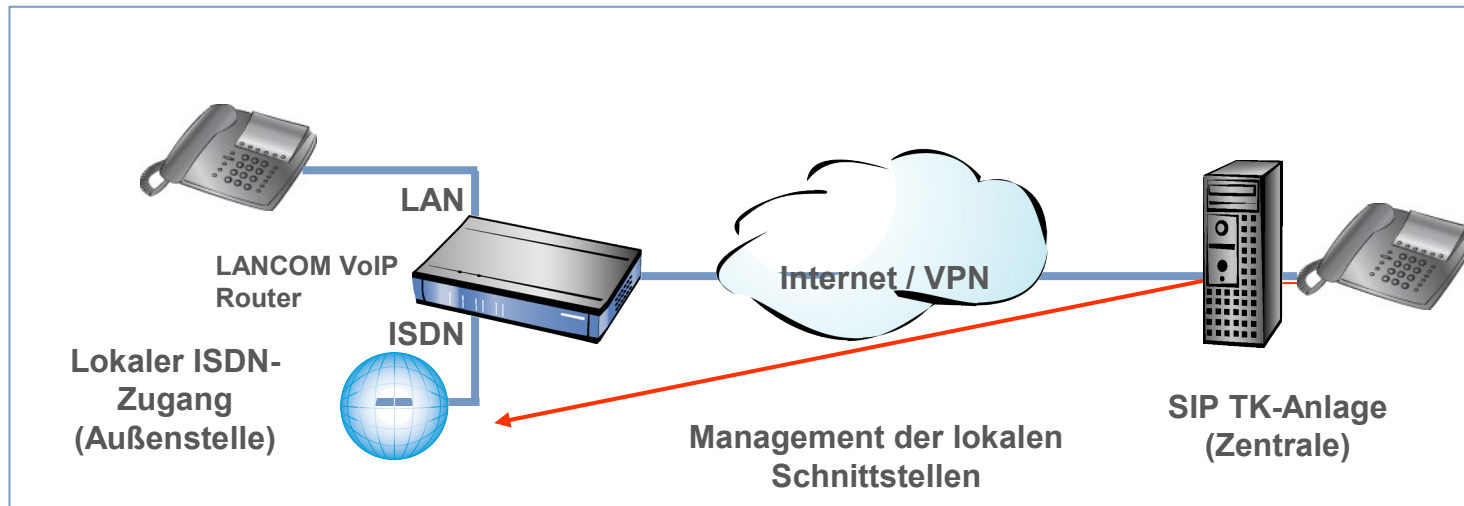 LAN
LANCOM VoIP
Router
Internet / VPN
ISDN
Lokaler ISDN-
Zugang
(Außenstelle)
SIP TK-Anlage
(Zentrale)
Management der lokalen
Schnittstellen